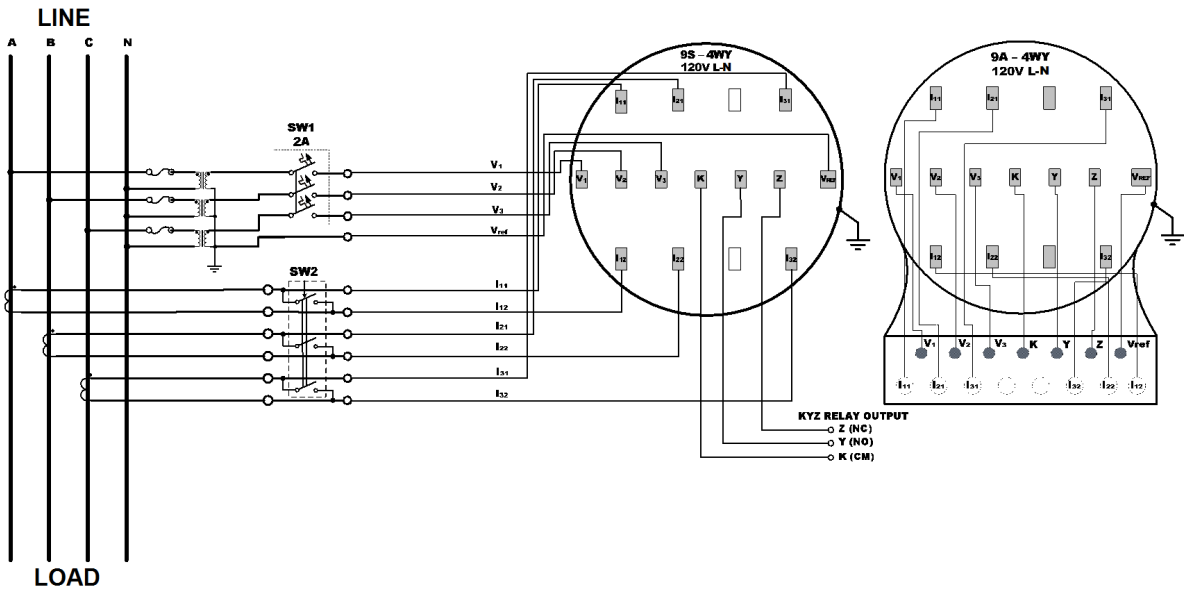 LINE
A B C N
SW1
2A
V1
V2
V3
Vref
SW2
I11
I12
I21
I22
I31
I32
LOAD
9S – 4WY
120V L-N
I11 I21 I31
V1 V2 V3 K Y Z VREF
I12 I22 I32
KYZ RELAY OUTPUT
Z (NC)
Y (NO)
K (CM)
9A – 4WY
120V L-N
I11 I21 I31
V1 V2 V3 K Y Z VREF
I12 I22 I32
V1 V2 V3 K Y Z Vref
I11 I21 I31 I32 I22 I12